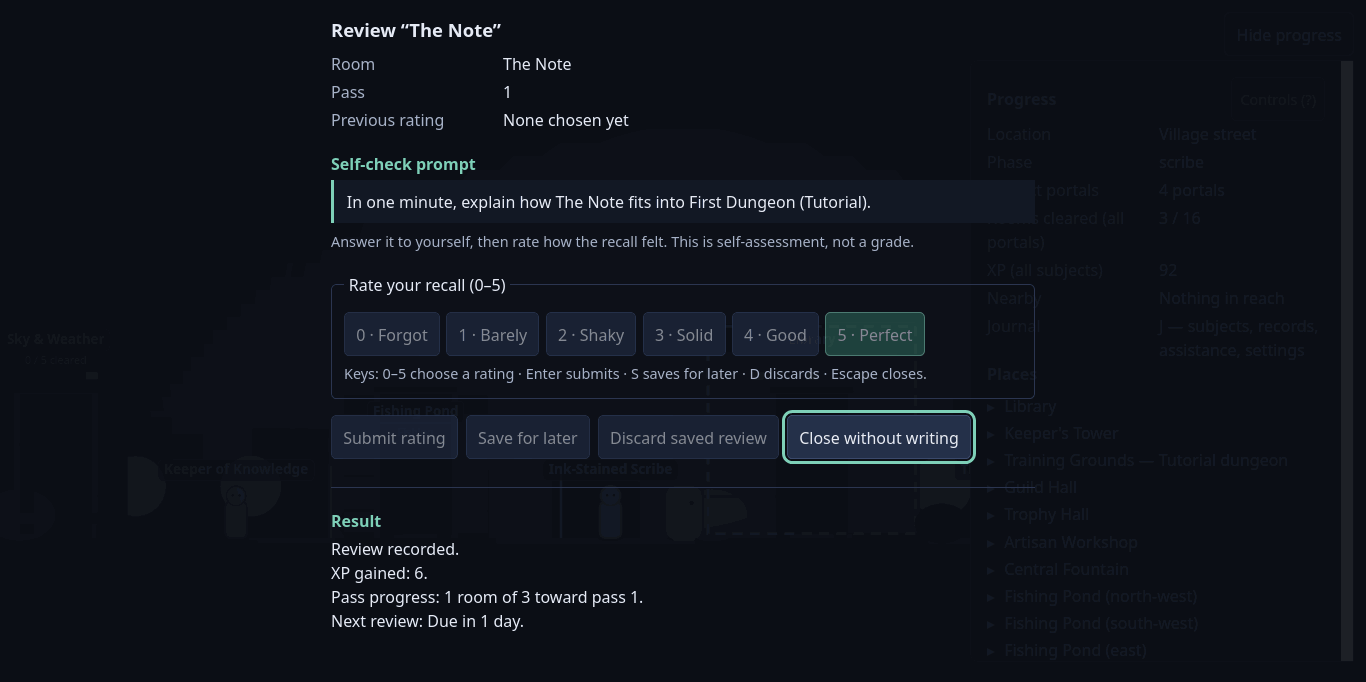 Review “The Note”
Hide progress
Room The Note
Pass 1
Previous rating None chosen yet
Progress Controls (?)
Location Village street
Phase scribe
t portals 4 portals
s cleared (all portals) 3 / 16
XP (all subjects) 92
Nearby Nothing in reach
Journal J — subjects, records, assistance, settings
Self-check prompt
In one minute, explain how The Note fits into First Dungeon (Tutorial).
Answer it to yourself, then rate how the recall felt. This is self-assessment, not a grade.
Rate your recall (0–5)
0 · Forgot
1 · Barely
2 · Shaky
3 · Solid
4 · Good
5 · Perfect
Keys: 0–5 choose a rating · Enter submits · S saves for later · D discards · Escape closes.
Submit rating
Save for later
Discard saved review
Close without writing
Sky & Weather
Fishing Pond
Keeper of Knowledge
Ink-Stained Scribe
Places
Library
Keeper's Tower
Training Grounds — Tutorial dungeon
Guild Hall
Trophy Hall
Artisan Workshop
Central Fountain
Fishing Pond (north-west)
Fishing Pond (south-west)
Fishing Pond (east)
Result
Review recorded.
XP gained: 6.
Pass progress: 1 room of 3 toward pass 1.
Next review: Due in 1 day.